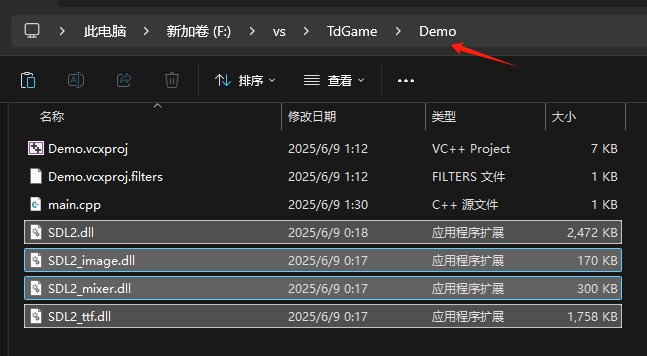 此电脑 > 新加卷 (F:) > vs > TdGame > Demo
排序 查看 •••
名称 修改日期 类型 大小
Demo.vcxproj 2025/6/9 1:12 VC++ Project 7 KB
Demo.vcxproj.filters 2025/6/9 1:12 FILTERS 文件 1 KB
main.cpp 2025/6/9 1:30 C++ 源文件 1 KB
SDL2.dll 2025/6/9 0:18 应用程序扩展 2,472 KB
SDL2_image.dll 2025/6/9 0:17 应用程序扩展 170 KB
SDL2_mixer.dll 2025/6/9 0:17 应用程序扩展 300 KB
SDL2_ttf.dll 2025/6/9 0:17 应用程序扩展 1,758 KB